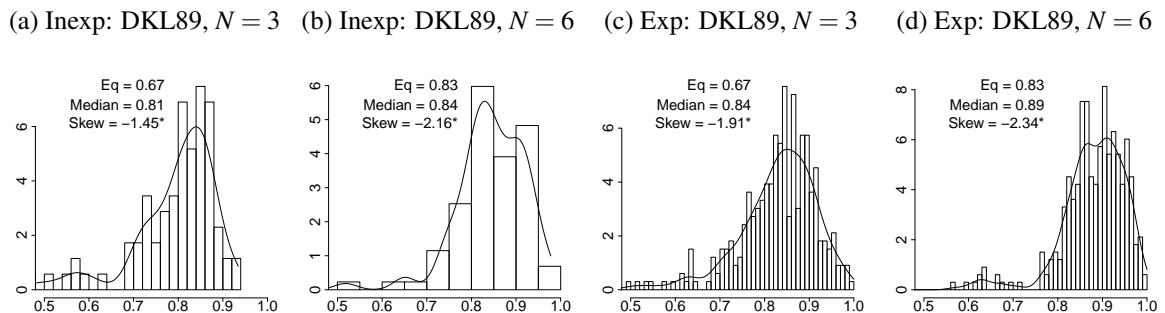 (a) Inexp: DKL89, N = 3
Eq = 0.67
Median = 0.81
Skew = −1.45*
0 2 4 6
0.5 0.6 0.7 0.8 0.9 1.0
(b) Inexp: DKL89, N = 6
Eq = 0.83
Median = 0.84
Skew = −2.16*
0 1 2 3 4 5 6
0.5 0.6 0.7 0.8 0.9 1.0
(c) Exp: DKL89, N = 3
Eq = 0.67
Median = 0.84
Skew = −1.91*
0 2 4 6
0.5 0.6 0.7 0.8 0.9 1.0
(d) Exp: DKL89, N = 6
Eq = 0.83
Median = 0.89
Skew = −2.34*
0 2 4 6 8
0.5 0.6 0.7 0.8 0.9 1.0